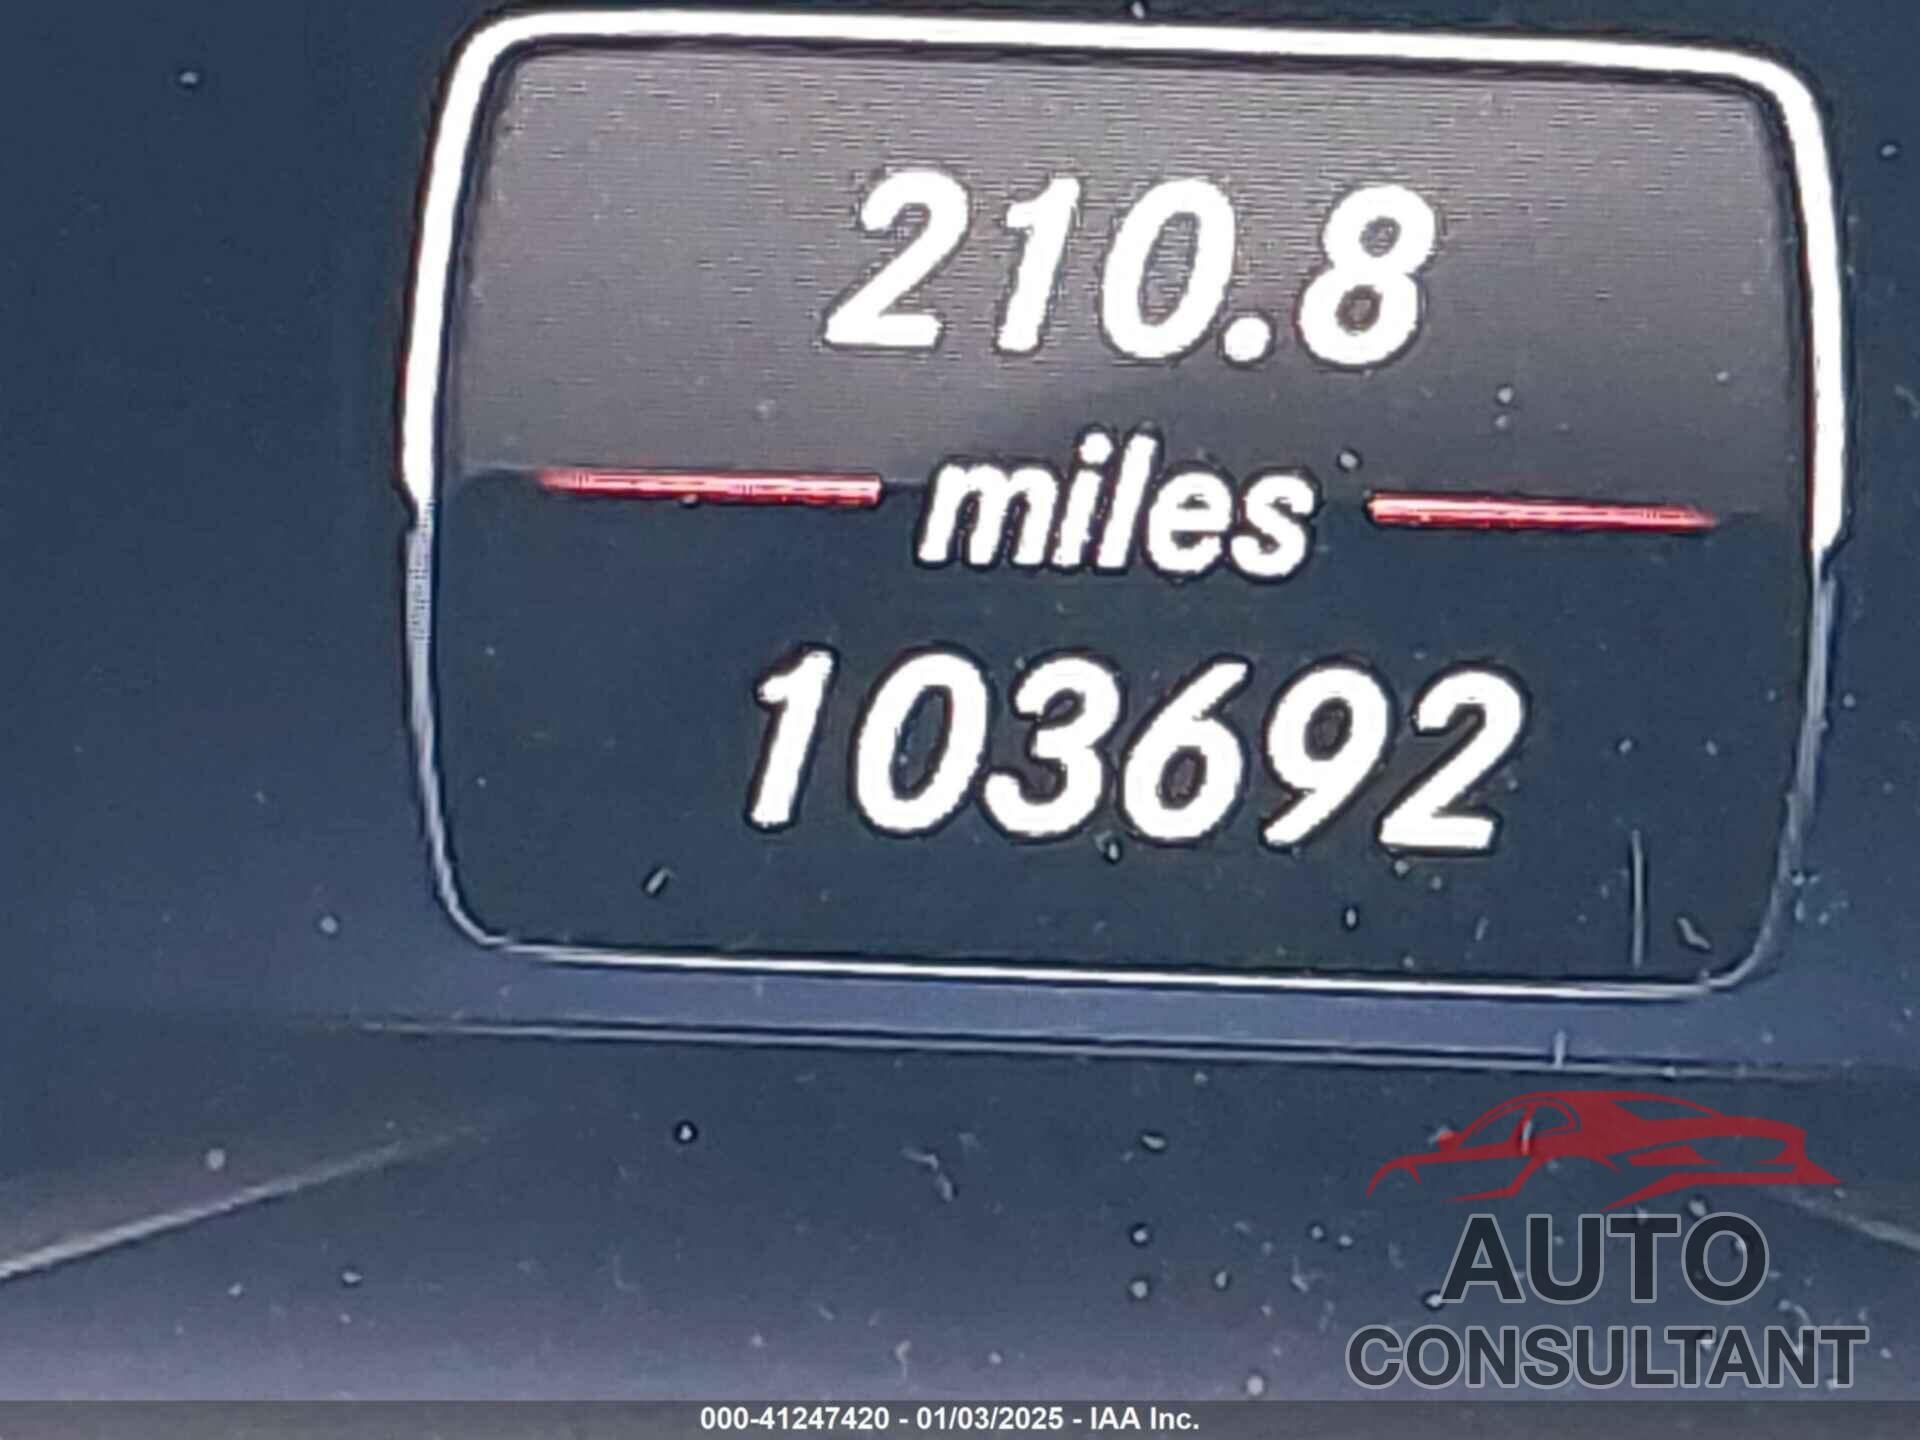 210.8
miles
103692
AUTO
CONSULTANT
000-41247420 - 01/03/2025 - IAA Inc.